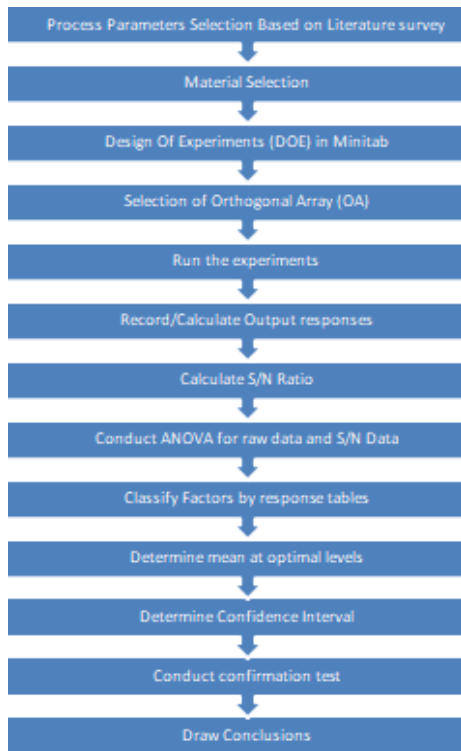 Process Parameters Selection Based on Literature survey
Material Selection
Design Of Experiments (DOE) in Minitab
Selection of Orthogonal Array (OA)
Run the experiments
Record/Calculate Output responses
Calculate S/N Ratio
Conduct ANOVA for raw data and S/N Data
Classify Factors by response tables
Determine mean at optimal levels
Determine Confidence Interval
Conduct confirmation test
Draw Conclusions